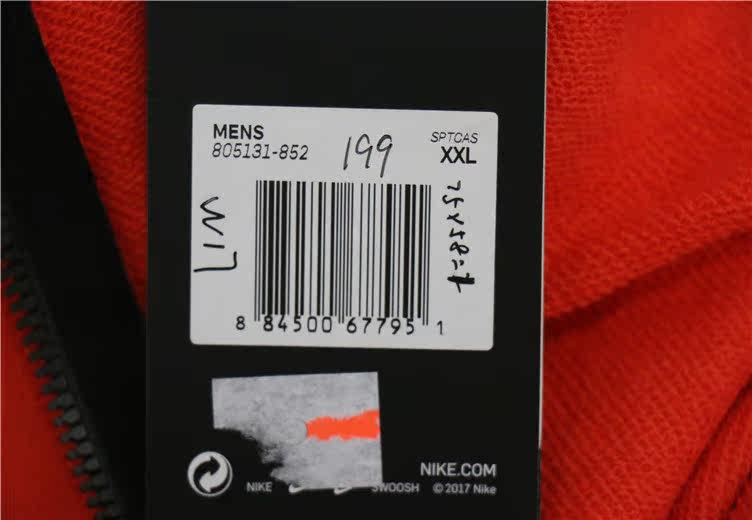 MENS
805131-852
199
SPTCAS
XXL
8 84500 67795 1
NIKE
SWOOSH
NIKE.COM
©2017 Nike